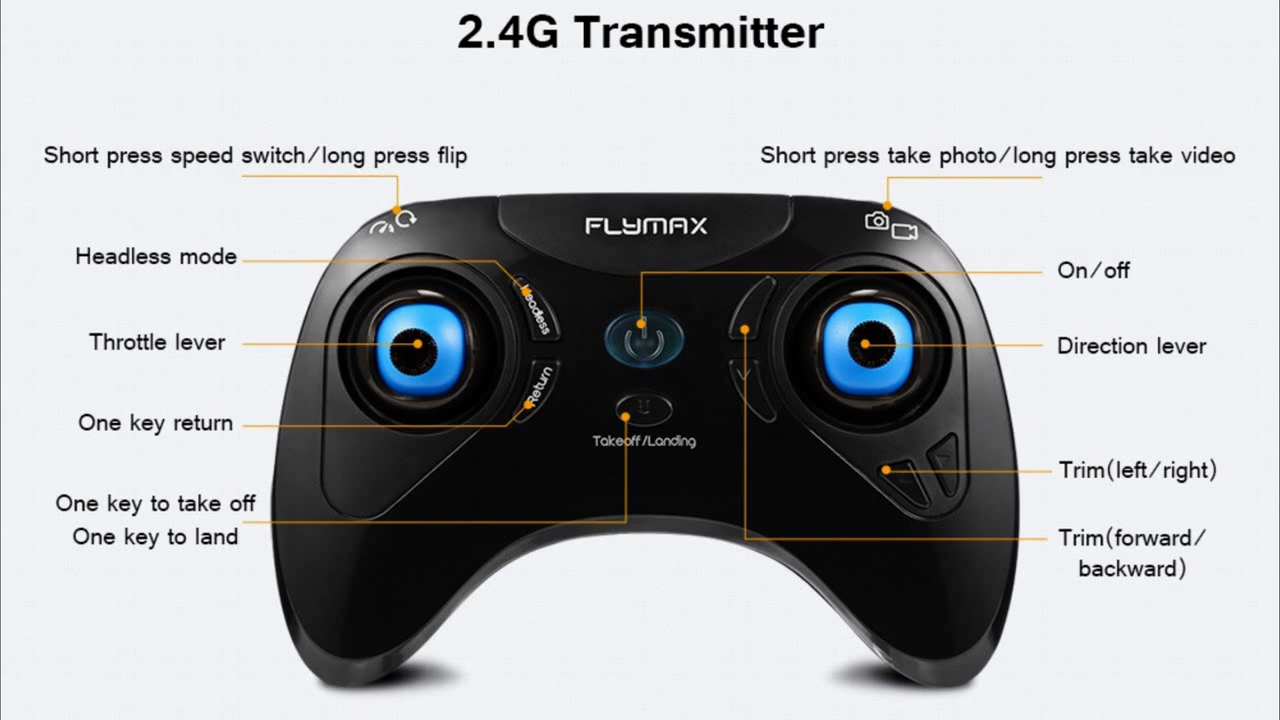 2.4G Transmitter
Short press speed switch/long press flip
Short press take photo/long press take video
FLYMAX
Headless mode
On/off
Headless
Throttle lever
Direction lever
Return
One key return
Takeoff/Landing
Trim(left/right)
One key to take off
One key to land
Trim(forward/
backward)